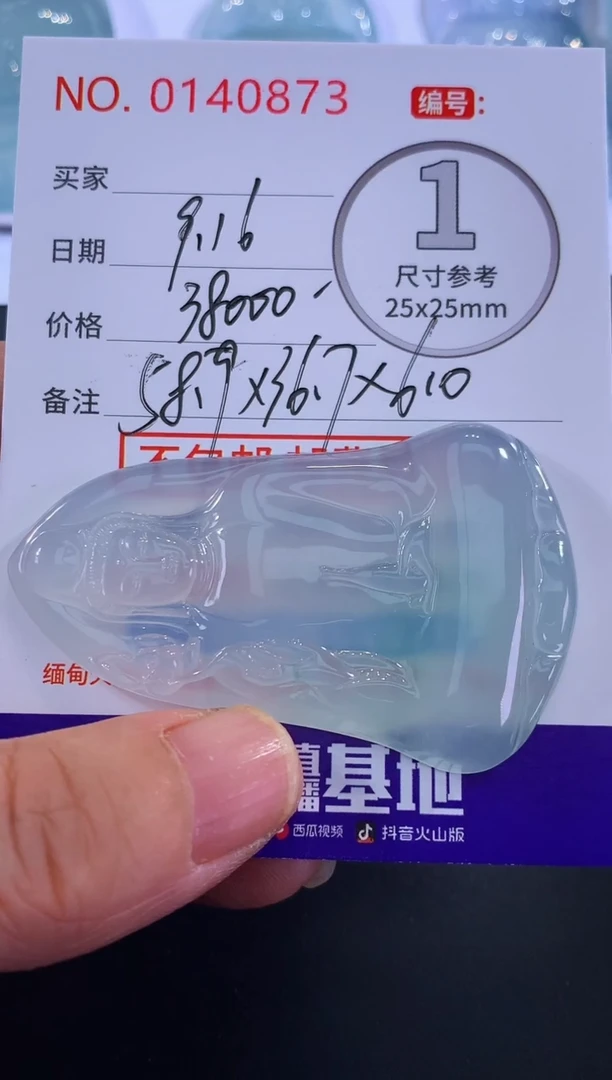 NO. 0140873 编号:
买家
日期 9.16
价格 38000
备注 58.9×36.7×6.10
1
尺寸参考
25x25mm
缅甸
基地
西瓜视频 抖音火山版